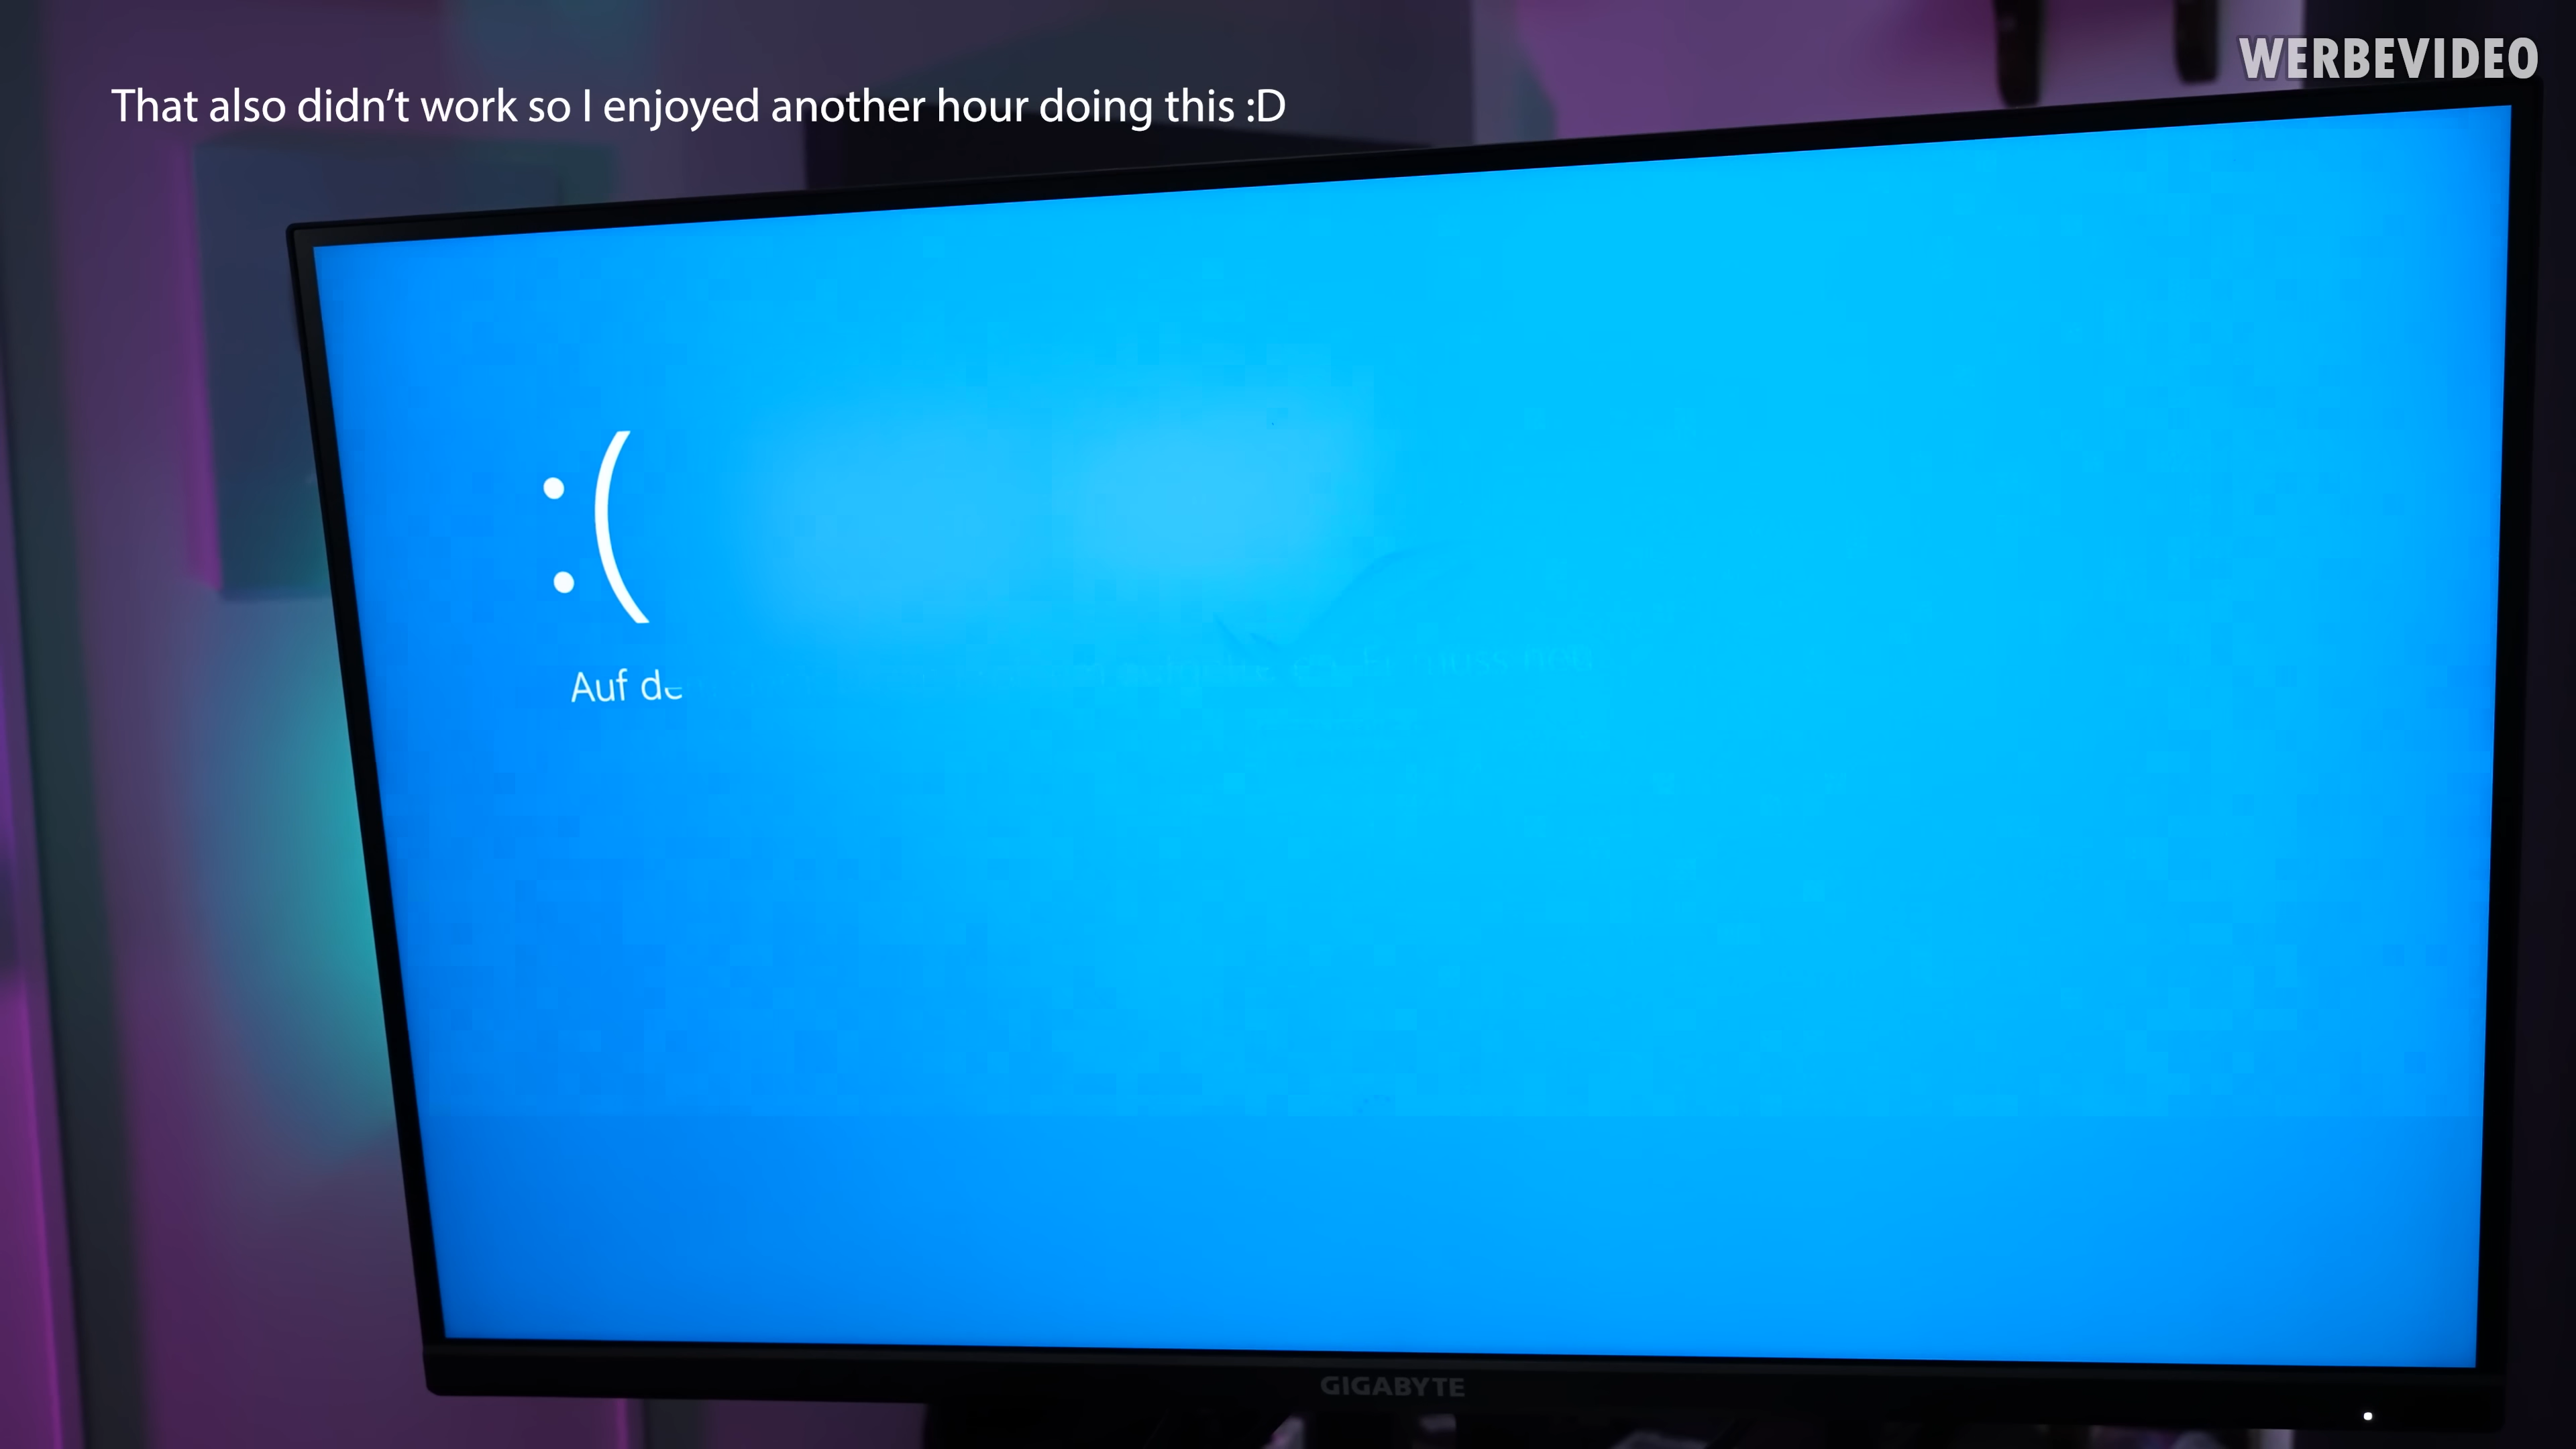 WERBEVIDEO
That also didn't work so I enjoyed another hour doing this :D
:(
Auf de
GIGABYTE